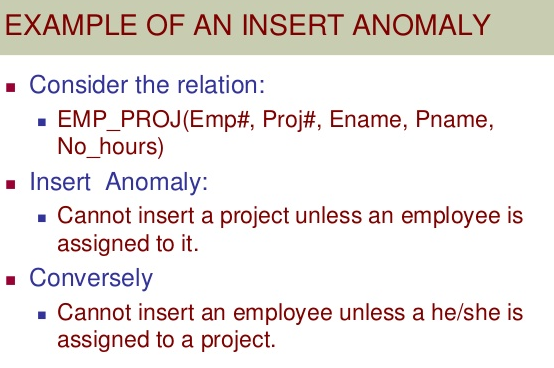 EXAMPLE OF AN INSERT ANOMALY
Consider the relation:
EMP_PROJ(Emp#, Proj#, Ename, Pname,
No_hours)
Insert Anomaly:
Cannot insert a project unless an employee is
assigned to it.
Conversely
Cannot insert an employee unless a he/she is
assigned to a project.